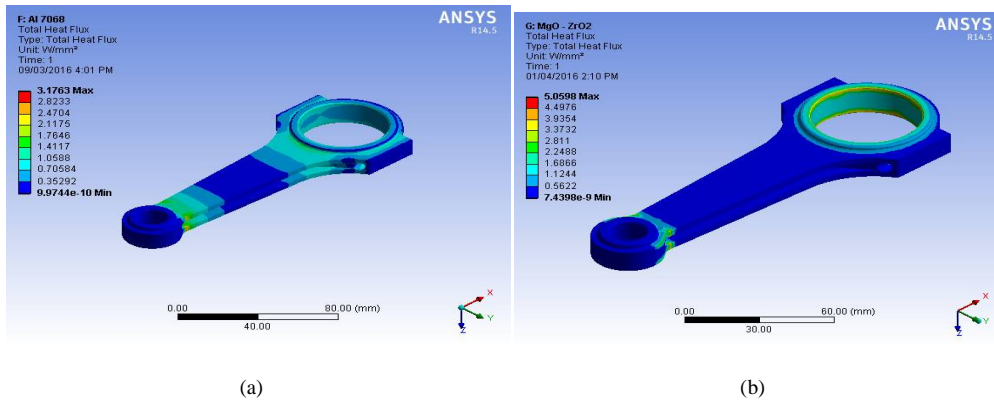 F: Al 7068
Total Heat Flux
Type: Total Heat Flux
Unit: W/mm²
Time: 1
09/03/2016 4:01 PM
3.1763 Max
2.8233
2.4704
2.1175
1.7646
1.4117
1.0588
0.70584
0.35292
9.9744e-10 Min
ANSYS
R14.5
0.00
80.00 (mm)
40.00
X
Y
Z
(a)
G: MgO - ZrO2
Total Heat Flux
Type: Total Heat Flux
Unit: W/mm²
Time: 1
01/04/2016 2:10 PM
5.0598 Max
4.4976
3.9354
3.3732
2.811
2.2488
1.6866
1.1244
0.5622
7.4398e-9 Min
ANSYS
R14.5
0.00
60.00 (mm)
30.00
X
Y
Z
(b)